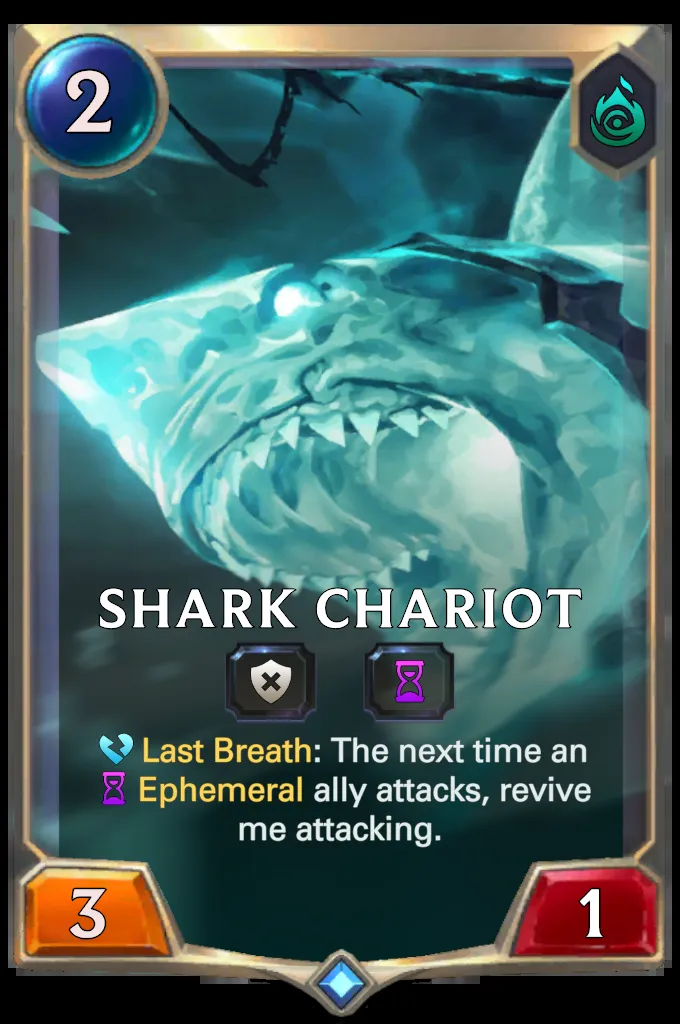 2
SHARK CHARIOT
Last Breath: The next time an
Ephemeral ally attacks, revive
me attacking.
3
1